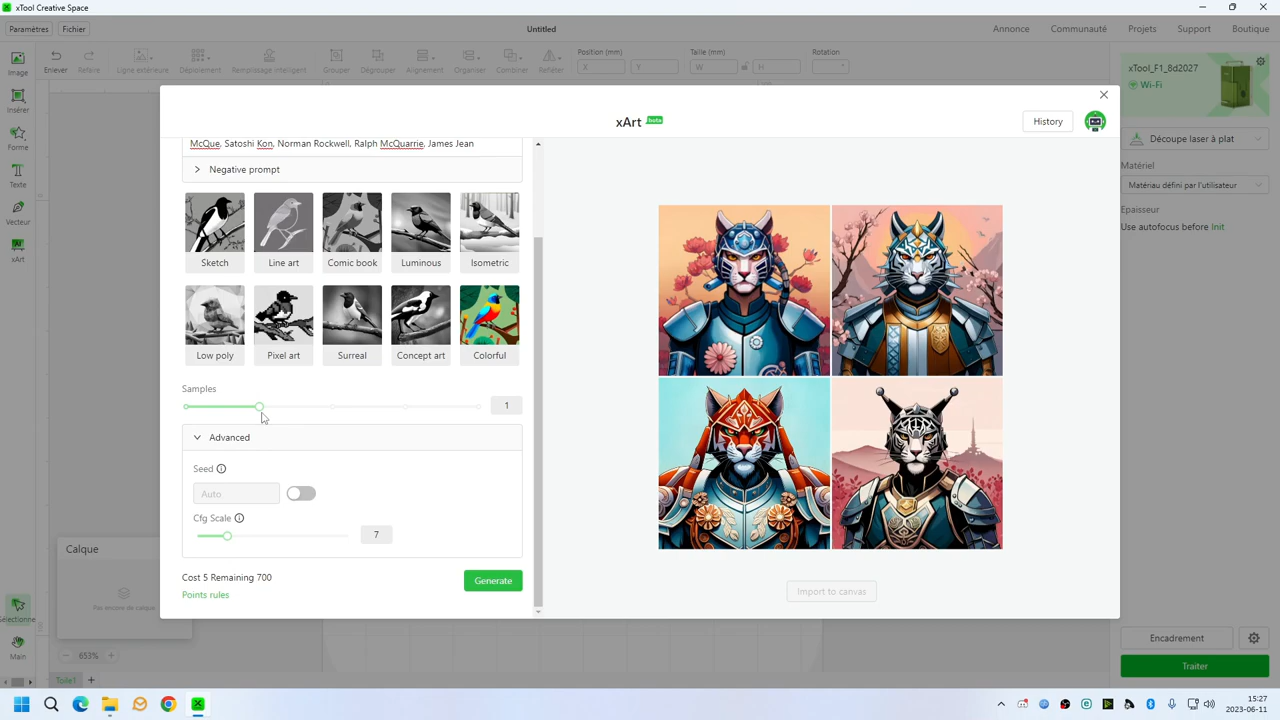 xTool Creative Space
Paramètres
Fichier
Untitled
Annonce
Communauté
Projets
Support
Boutique
Image
Enlever
Refaire
Ligne extérieure
Déploiement
Remplissage intelligent
Grouper
Dégrouper
Alignement
Organiser
Combiner
Refléter
Position (mm)
X
Y
Taille (mm)
W
H
Rotation
xTool_F1_8d2027
Wi-Fi
Insérer
Forme
Texte
Vecteur
xArt
xArt beta
History
Découpe laser à plat
Matériel
Matériau défini par l'utilisateur
Epaisseur
Use autofocus before Init
McQue, Satoshi Kon, Norman Rockwell, Ralph McQuarrie, James Jean
Negative prompt
Sketch
Line art
Comic book
Luminous
Isometric
Low poly
Pixel art
Surreal
Concept art
Colorful
Samples
1
Advanced
Seed
Auto
Cfg Scale
7
Cost 5 Remaining 700
Points rules
Generate
Import to canvas
Calque
Pas encore de calque
Sélectionne
Main
653%
Toile1
Encadrement
Traiter
15:27
2023-06-11